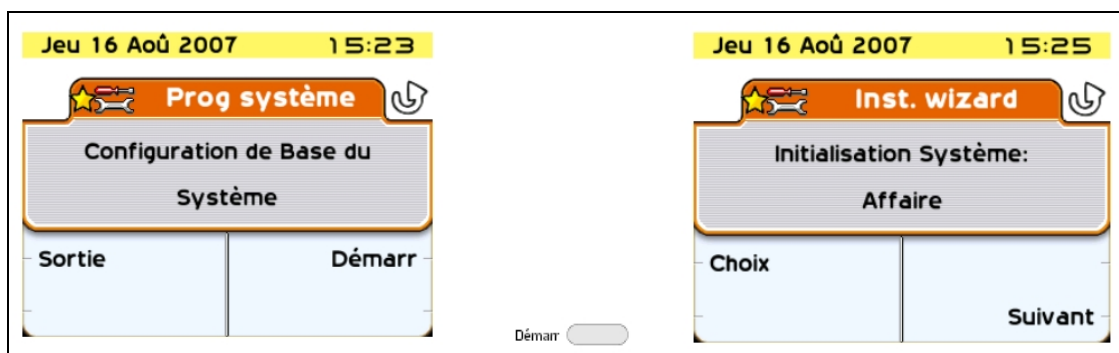 Jeu 16 Aoû 2007 15:23
Prog système
Configuration de Base du
Système
Sortie Démarr
Démarr
Jeu 16 Aoû 2007 15:25
Inst. wizard
Initialisation Système:
Affaire
Choix
Suivant